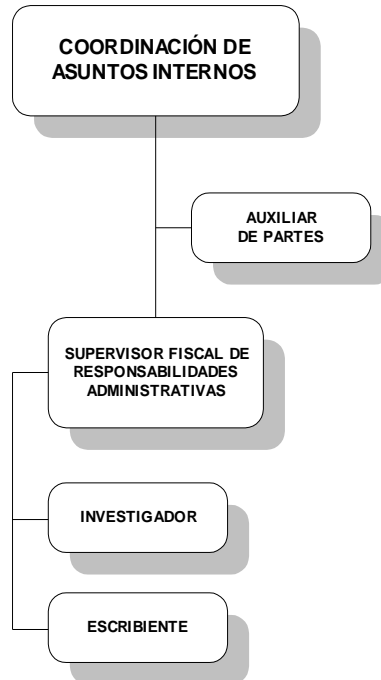 COORDINACIÓN DE
ASUNTOS INTERNOS
AUXILIAR
DE PARTES
SUPERVISOR FISCAL DE
RESPONSABILIDADES
ADMINISTRATIVAS
INVESTIGADOR
ESCRIBIENTE